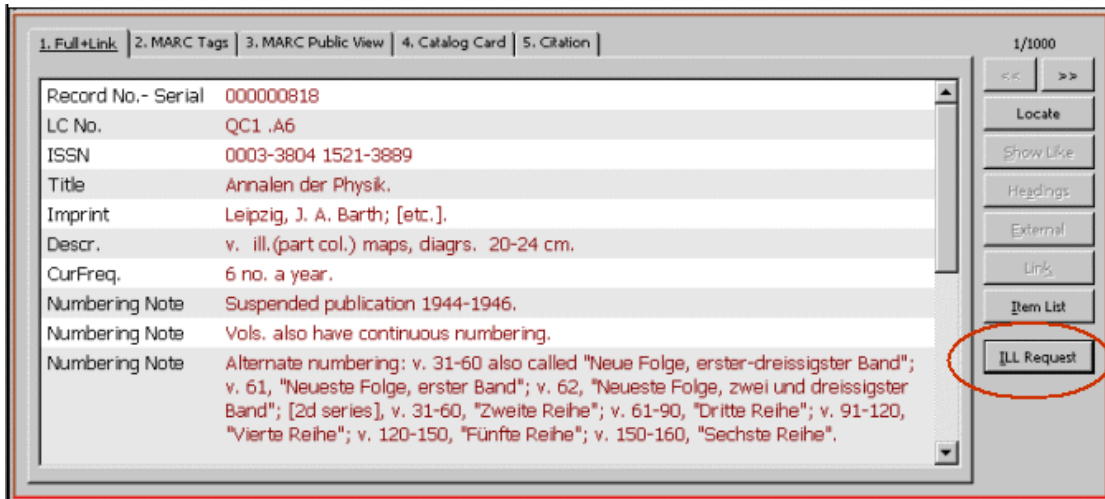 1. Full+Link 2. MARC Tags 3. MARC Public View 4. Catalog Card 5. Citation
1/1000
<< >>
Locate
Show Like
Headings
External
Link
Item List
ILL Request
Record No.- Serial 000000818
LC No. QC1 .A6
ISSN 0003-3804 1521-3889
Title Annalen der Physik.
Imprint Leipzig, J. A. Barth; [etc.].
Descr. v. ill.(part col.) maps, diagrs. 20-24 cm.
CurFreq. 6 no. a year.
Numbering Note Suspended publication 1944-1946.
Numbering Note Vols. also have continuous numbering.
Numbering Note Alternate numbering: v. 31-60 also called "Neue Folge, erster-dreissigster Band";
v. 61, "Neueste Folge, erster Band"; v. 62, "Neueste Folge, zwei und dreissigster
Band"; [2d series], v. 31-60, "Zweite Reihe"; v. 61-90, "Dritte Reihe"; v. 91-120,
"Vierte Reihe"; v. 120-150, "Fünfte Reihe"; v. 150-160, "Sechste Reihe".